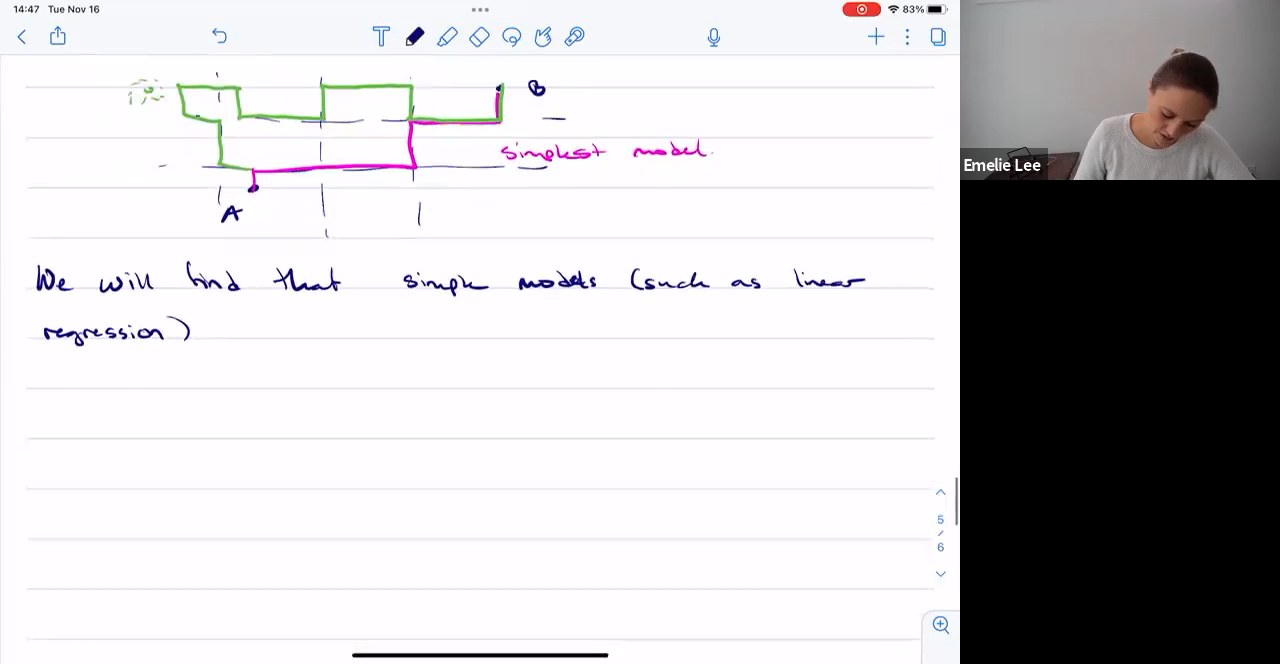 14:47 Tue Nov 16
83%
B
simplest model.
A
Emelie Lee
We will find that simple models (such as linear
regression)
5
/
6